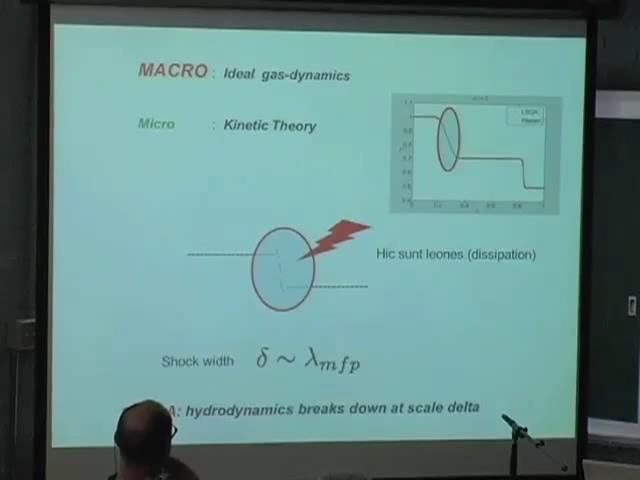 MACRO : Ideal gas-dynamics
Micro : Kinetic Theory
Hic sunt leones (dissipation)
Shock width δ ~ λmfp
A: hydrodynamics breaks down at scale delta